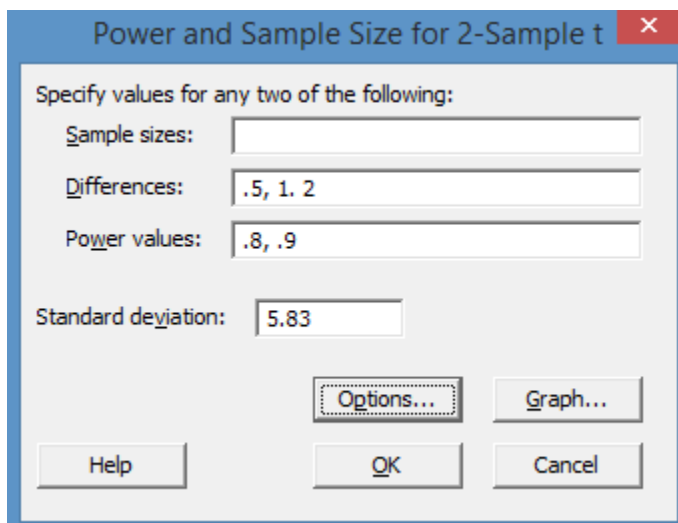 Power and Sample Size for 2-Sample t
Specify values for any two of the following:
Sample sizes:
Differences: .5, 1. 2
Power values: .8, .9
Standard deviation: 5.83
Options... Graph...
Help OK Cancel